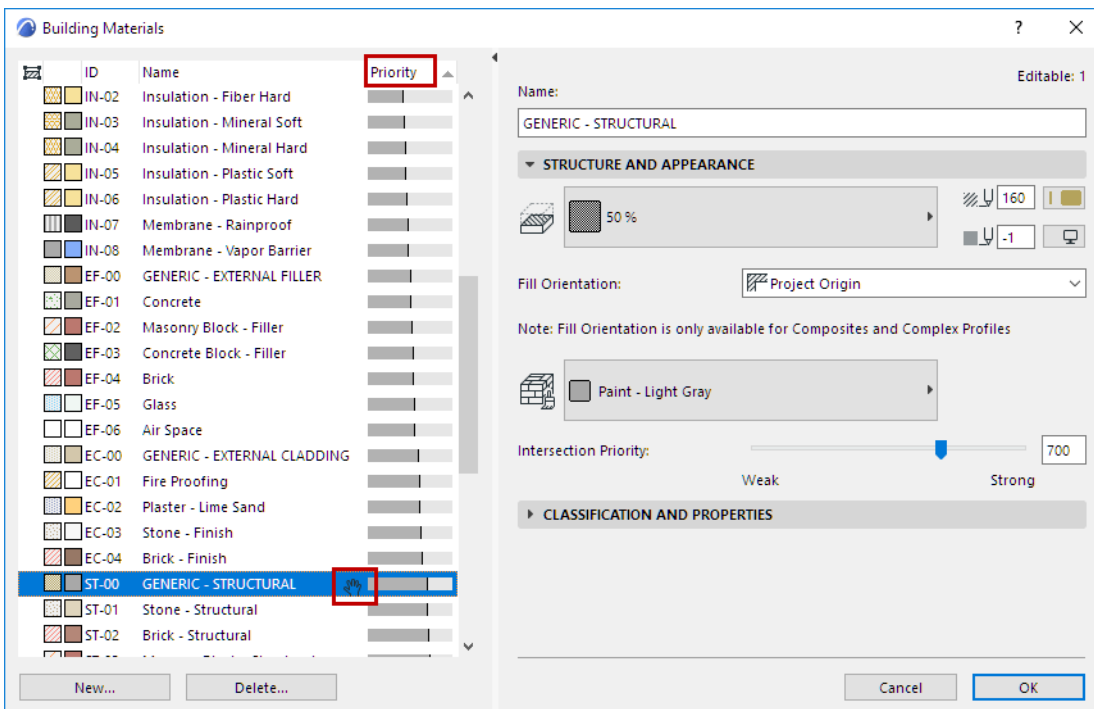 Building Materials
?
ID Name Priority
IN-02 Insulation - Fiber Hard
IN-03 Insulation - Mineral Soft
IN-04 Insulation - Mineral Hard
IN-05 Insulation - Plastic Soft
IN-06 Insulation - Plastic Hard
IN-07 Membrane - Rainproof
IN-08 Membrane - Vapor Barrier
EF-00 GENERIC - EXTERNAL FILLER
EF-01 Concrete
EF-02 Masonry Block - Filler
EF-03 Concrete Block - Filler
EF-04 Brick
EF-05 Glass
EF-06 Air Space
EC-00 GENERIC - EXTERNAL CLADDING
EC-01 Fire Proofing
EC-02 Plaster - Lime Sand
EC-03 Stone - Finish
EC-04 Brick - Finish
ST-00 GENERIC - STRUCTURAL
ST-01 Stone - Structural
ST-02 Brick - Structural
New...
Delete...
Editable: 1
Name:
GENERIC - STRUCTURAL
STRUCTURE AND APPEARANCE
50 %
160
-1
Fill Orientation:
Project Origin
Note: Fill Orientation is only available for Composites and Complex Profiles
Paint - Light Gray
Intersection Priority:
700
Weak
Strong
CLASSIFICATION AND PROPERTIES
Cancel
OK